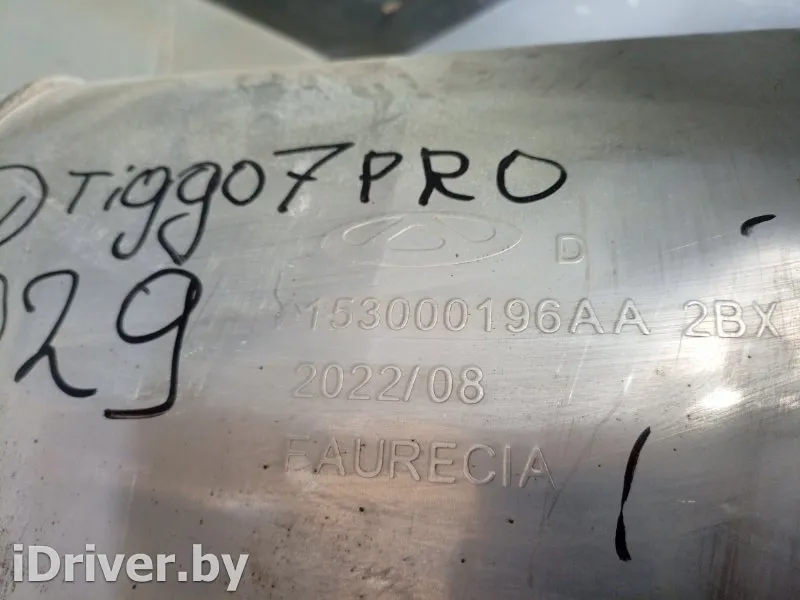 Tiggo7PRO
D
29
153000196AA 2BX
2022/08
FAURECIA
iDriver.by